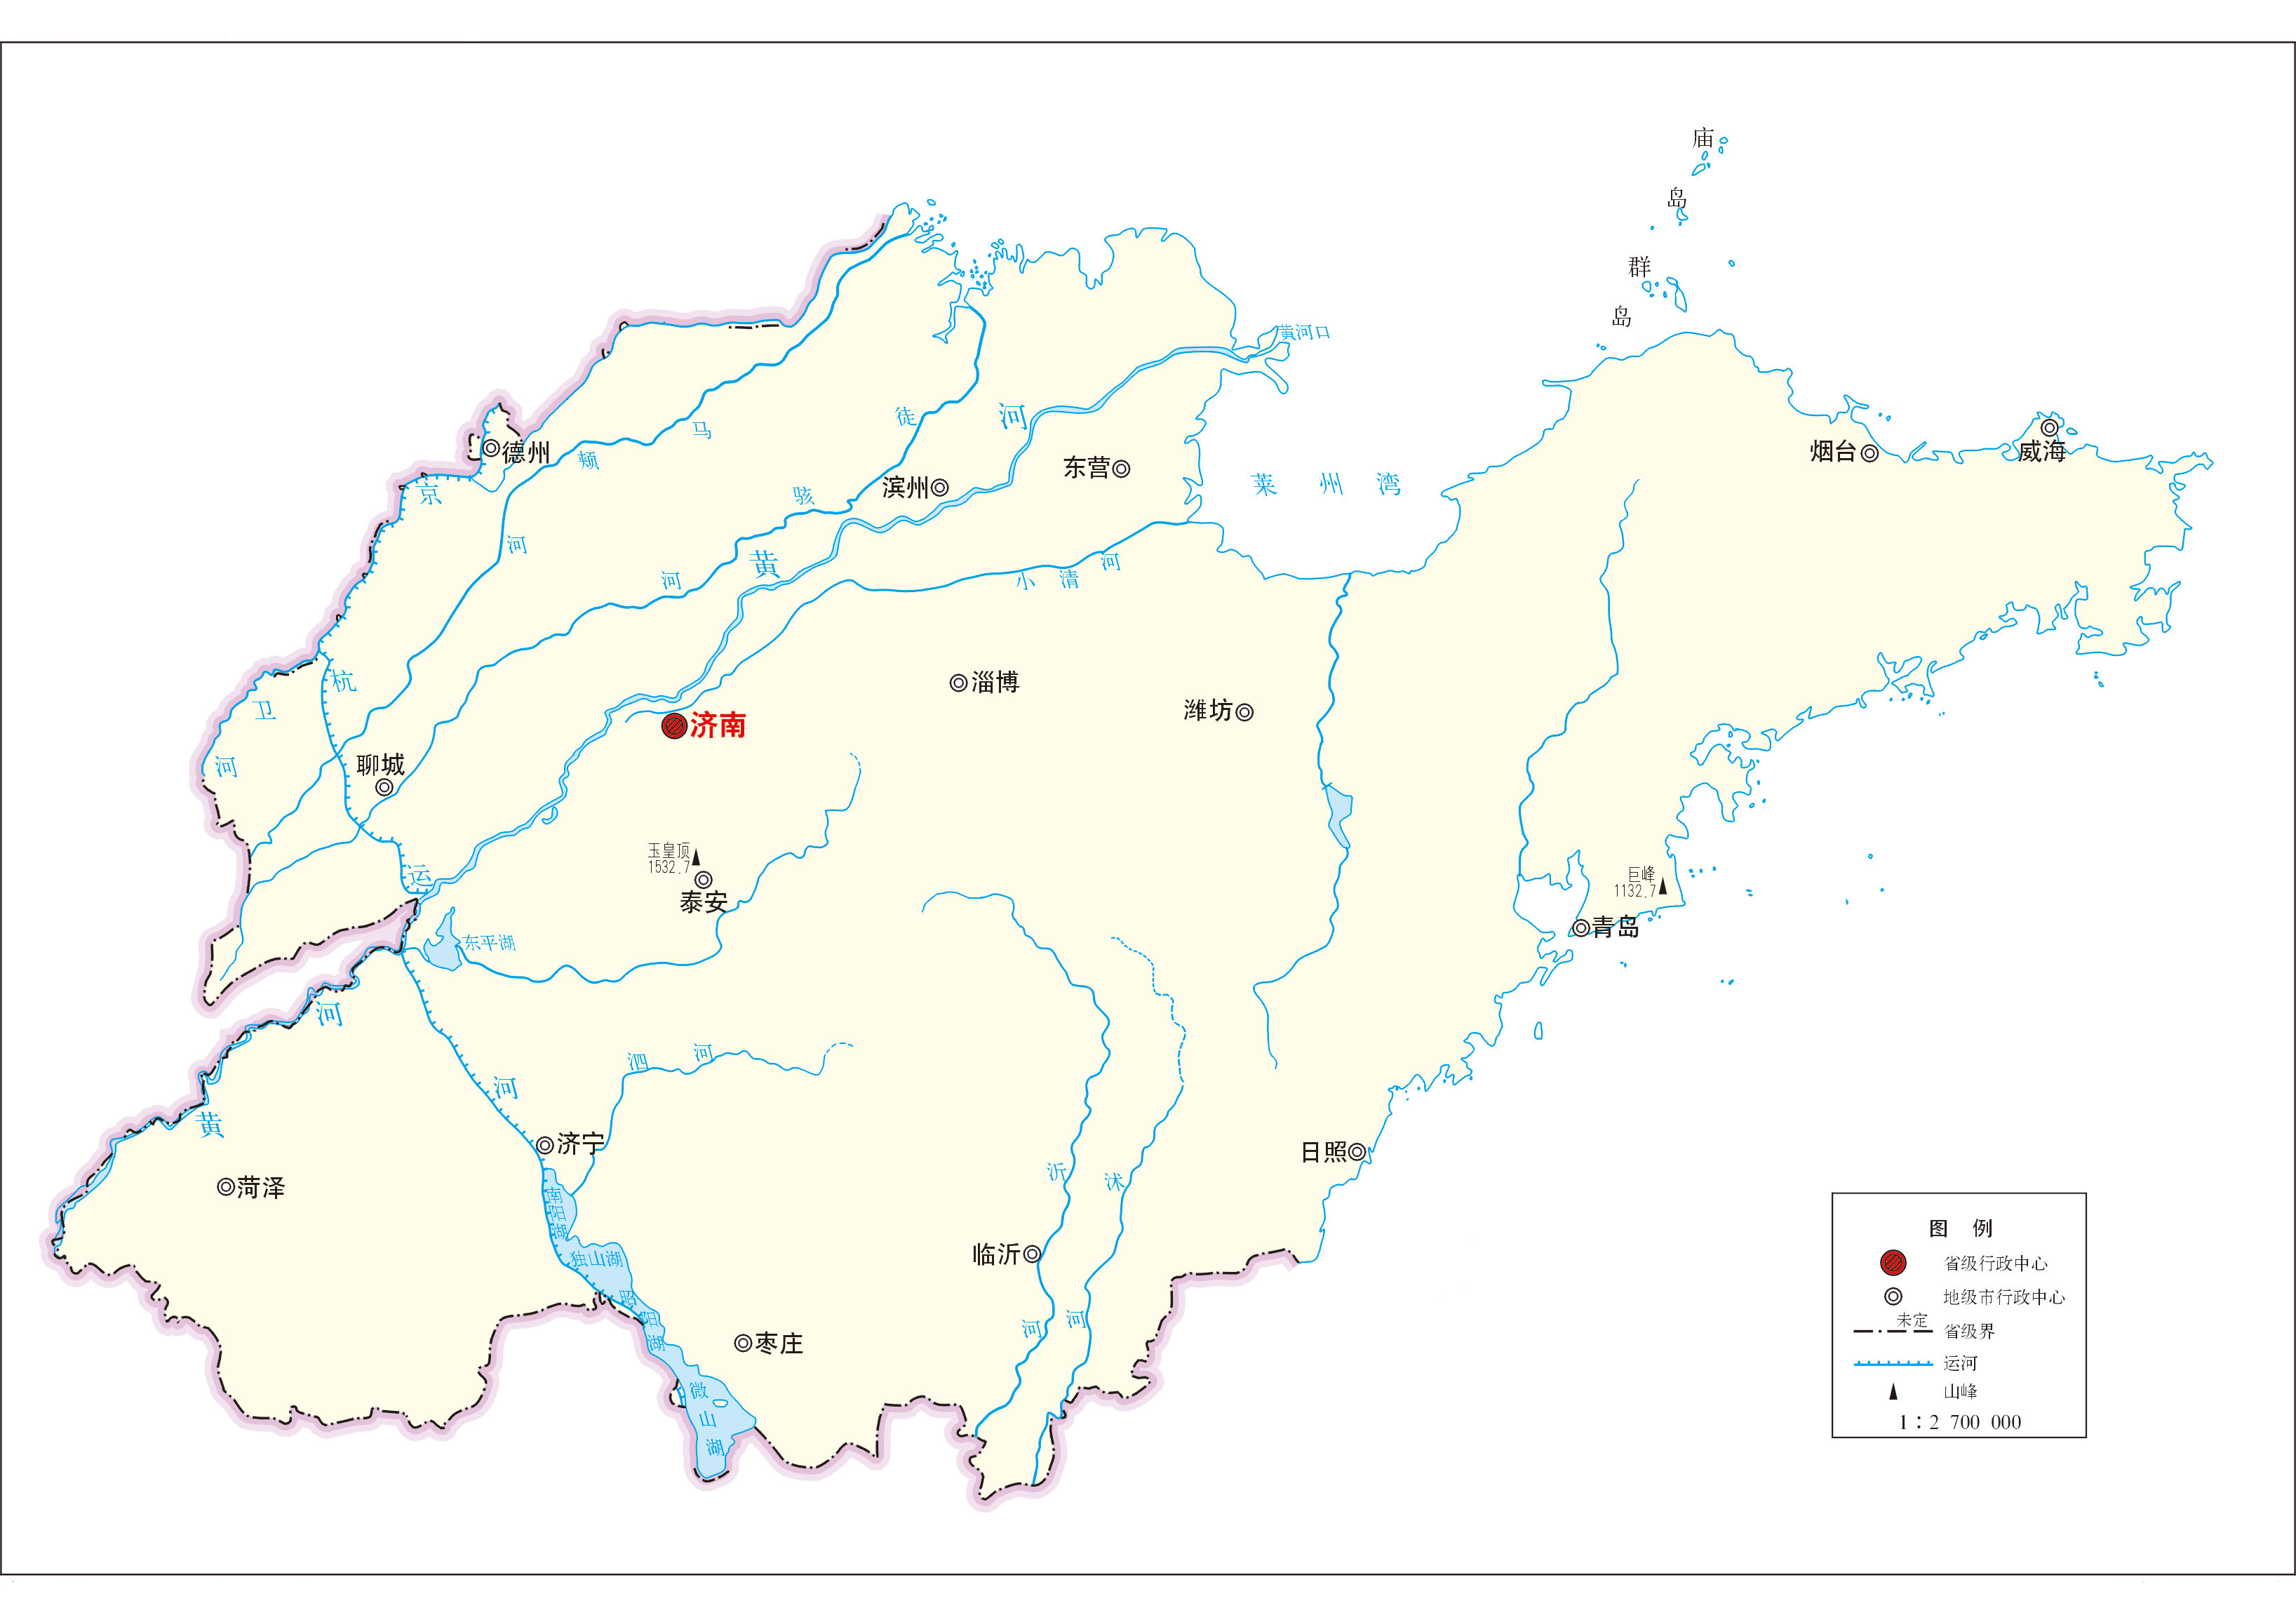 庙
岛
群
岛
黄河口
德州
京
马
颊
河
徒
骇
河
河
黄
滨州
东营
莱 州 湾
烟台
威海
小 清 河
杭
卫
河
济南
淄博
潍坊
聊城
运
玉皇顶
1532.7
泰安
巨峰
1132.7
青岛
东平湖
河
黄
河
泗 河
济宁
菏泽
南
阳
湖
独山湖
昭
阳
湖
微
山
湖
枣庄
沂
河
沭
河
临沂
日照
图 例
省级行政中心
地级市行政中心
未定
省级界
运河
山峰
1：2 700 000